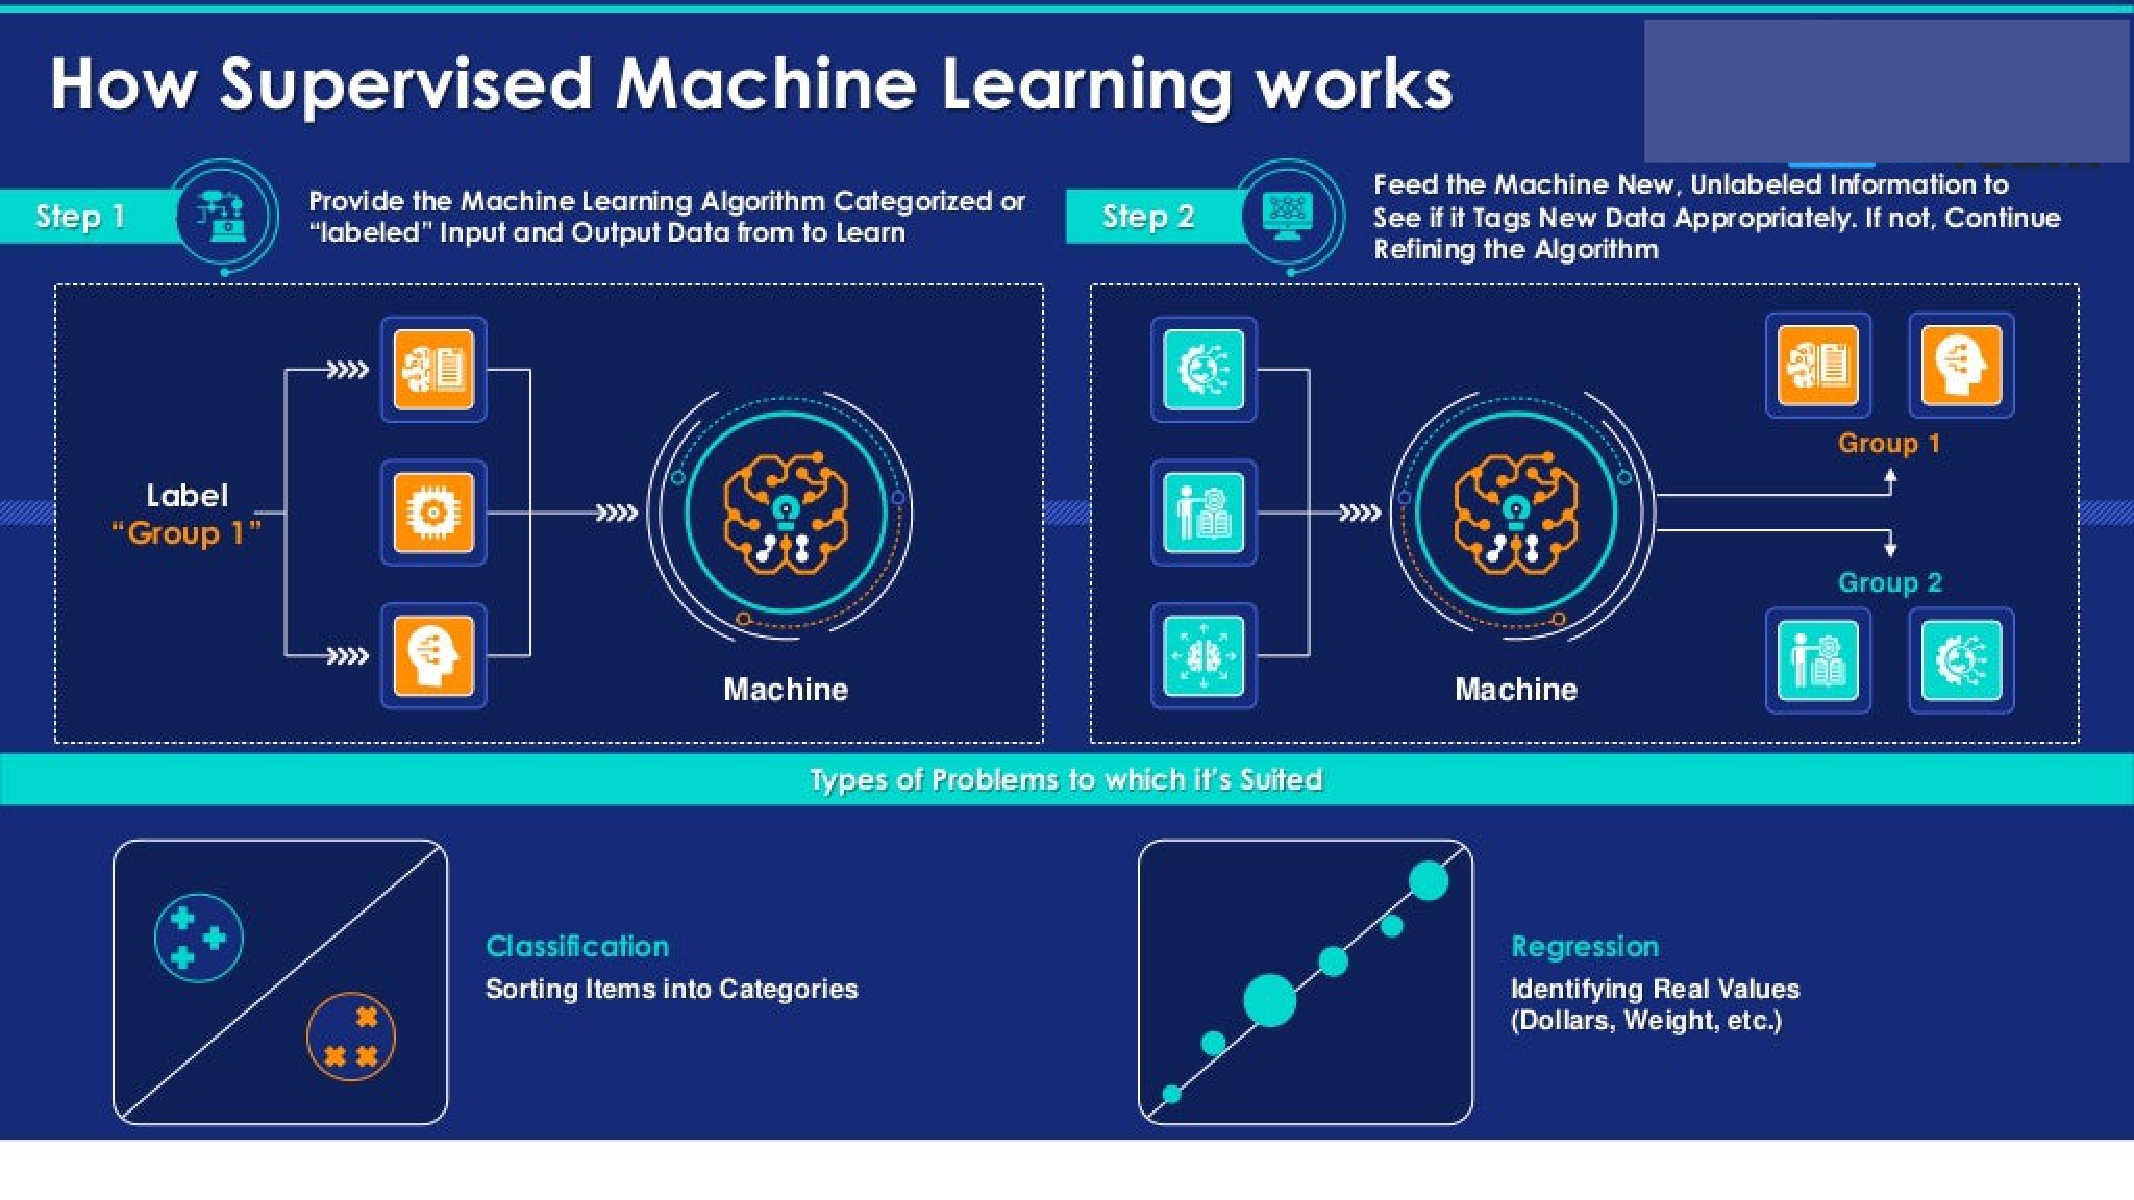 How Supervised Machine Learning works
Step 1
Provide the Machine Learning Algorithm Categorized or
“labeled” Input and Output Data from to Learn
Step 2
Feed the Machine New, Unlabeled Information to
See if it Tags New Data Appropriately. If not, Continue
Refining the Algorithm
Label
“Group 1”
Machine
Machine
Group 1
Group 2
Types of Problems to which it's Suited
Classification
Sorting Items into Categories
Regression
Identifying Real Values
(Dollars, Weight, etc.)